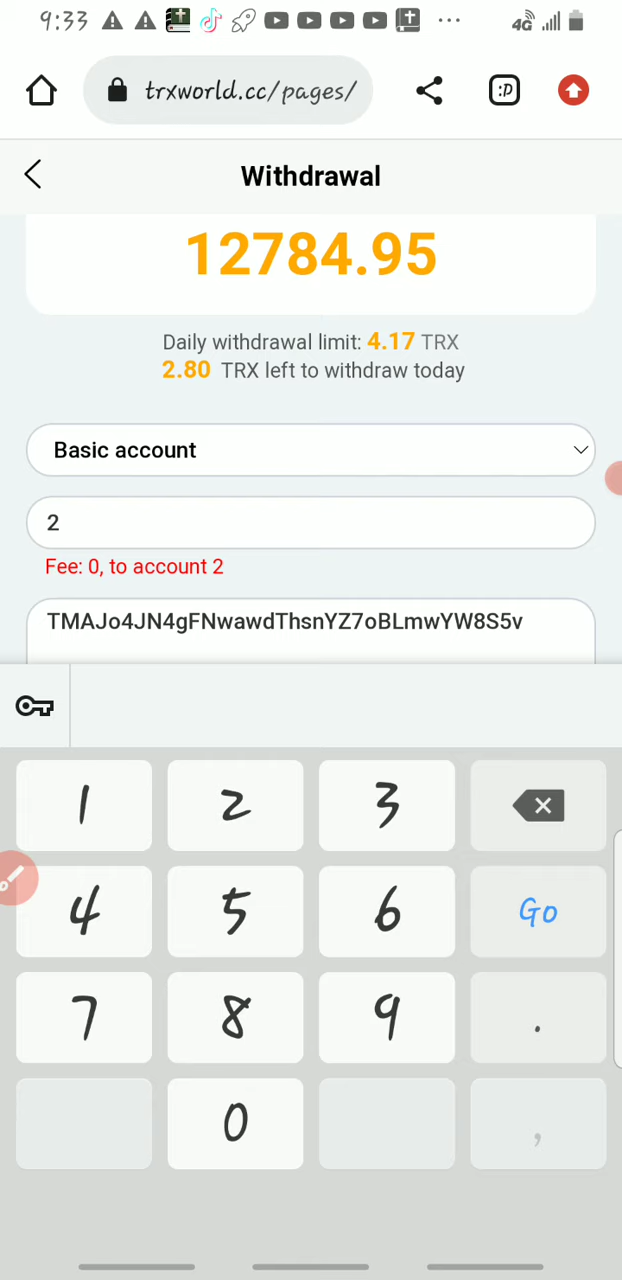 9:33 ... 4G
trxworld.cc/pages/ :D
Withdrawal
12784.95
Daily withdrawal limit: 4.17 TRX
2.80 TRX left to withdraw today
Basic account
2
Fee: 0, to account 2
TMAJo4JN4gFNwawdThsnYZ7oBLmwYW8S5v
1 2 3
4 5 6 Go
7 8 9 .
0 ,